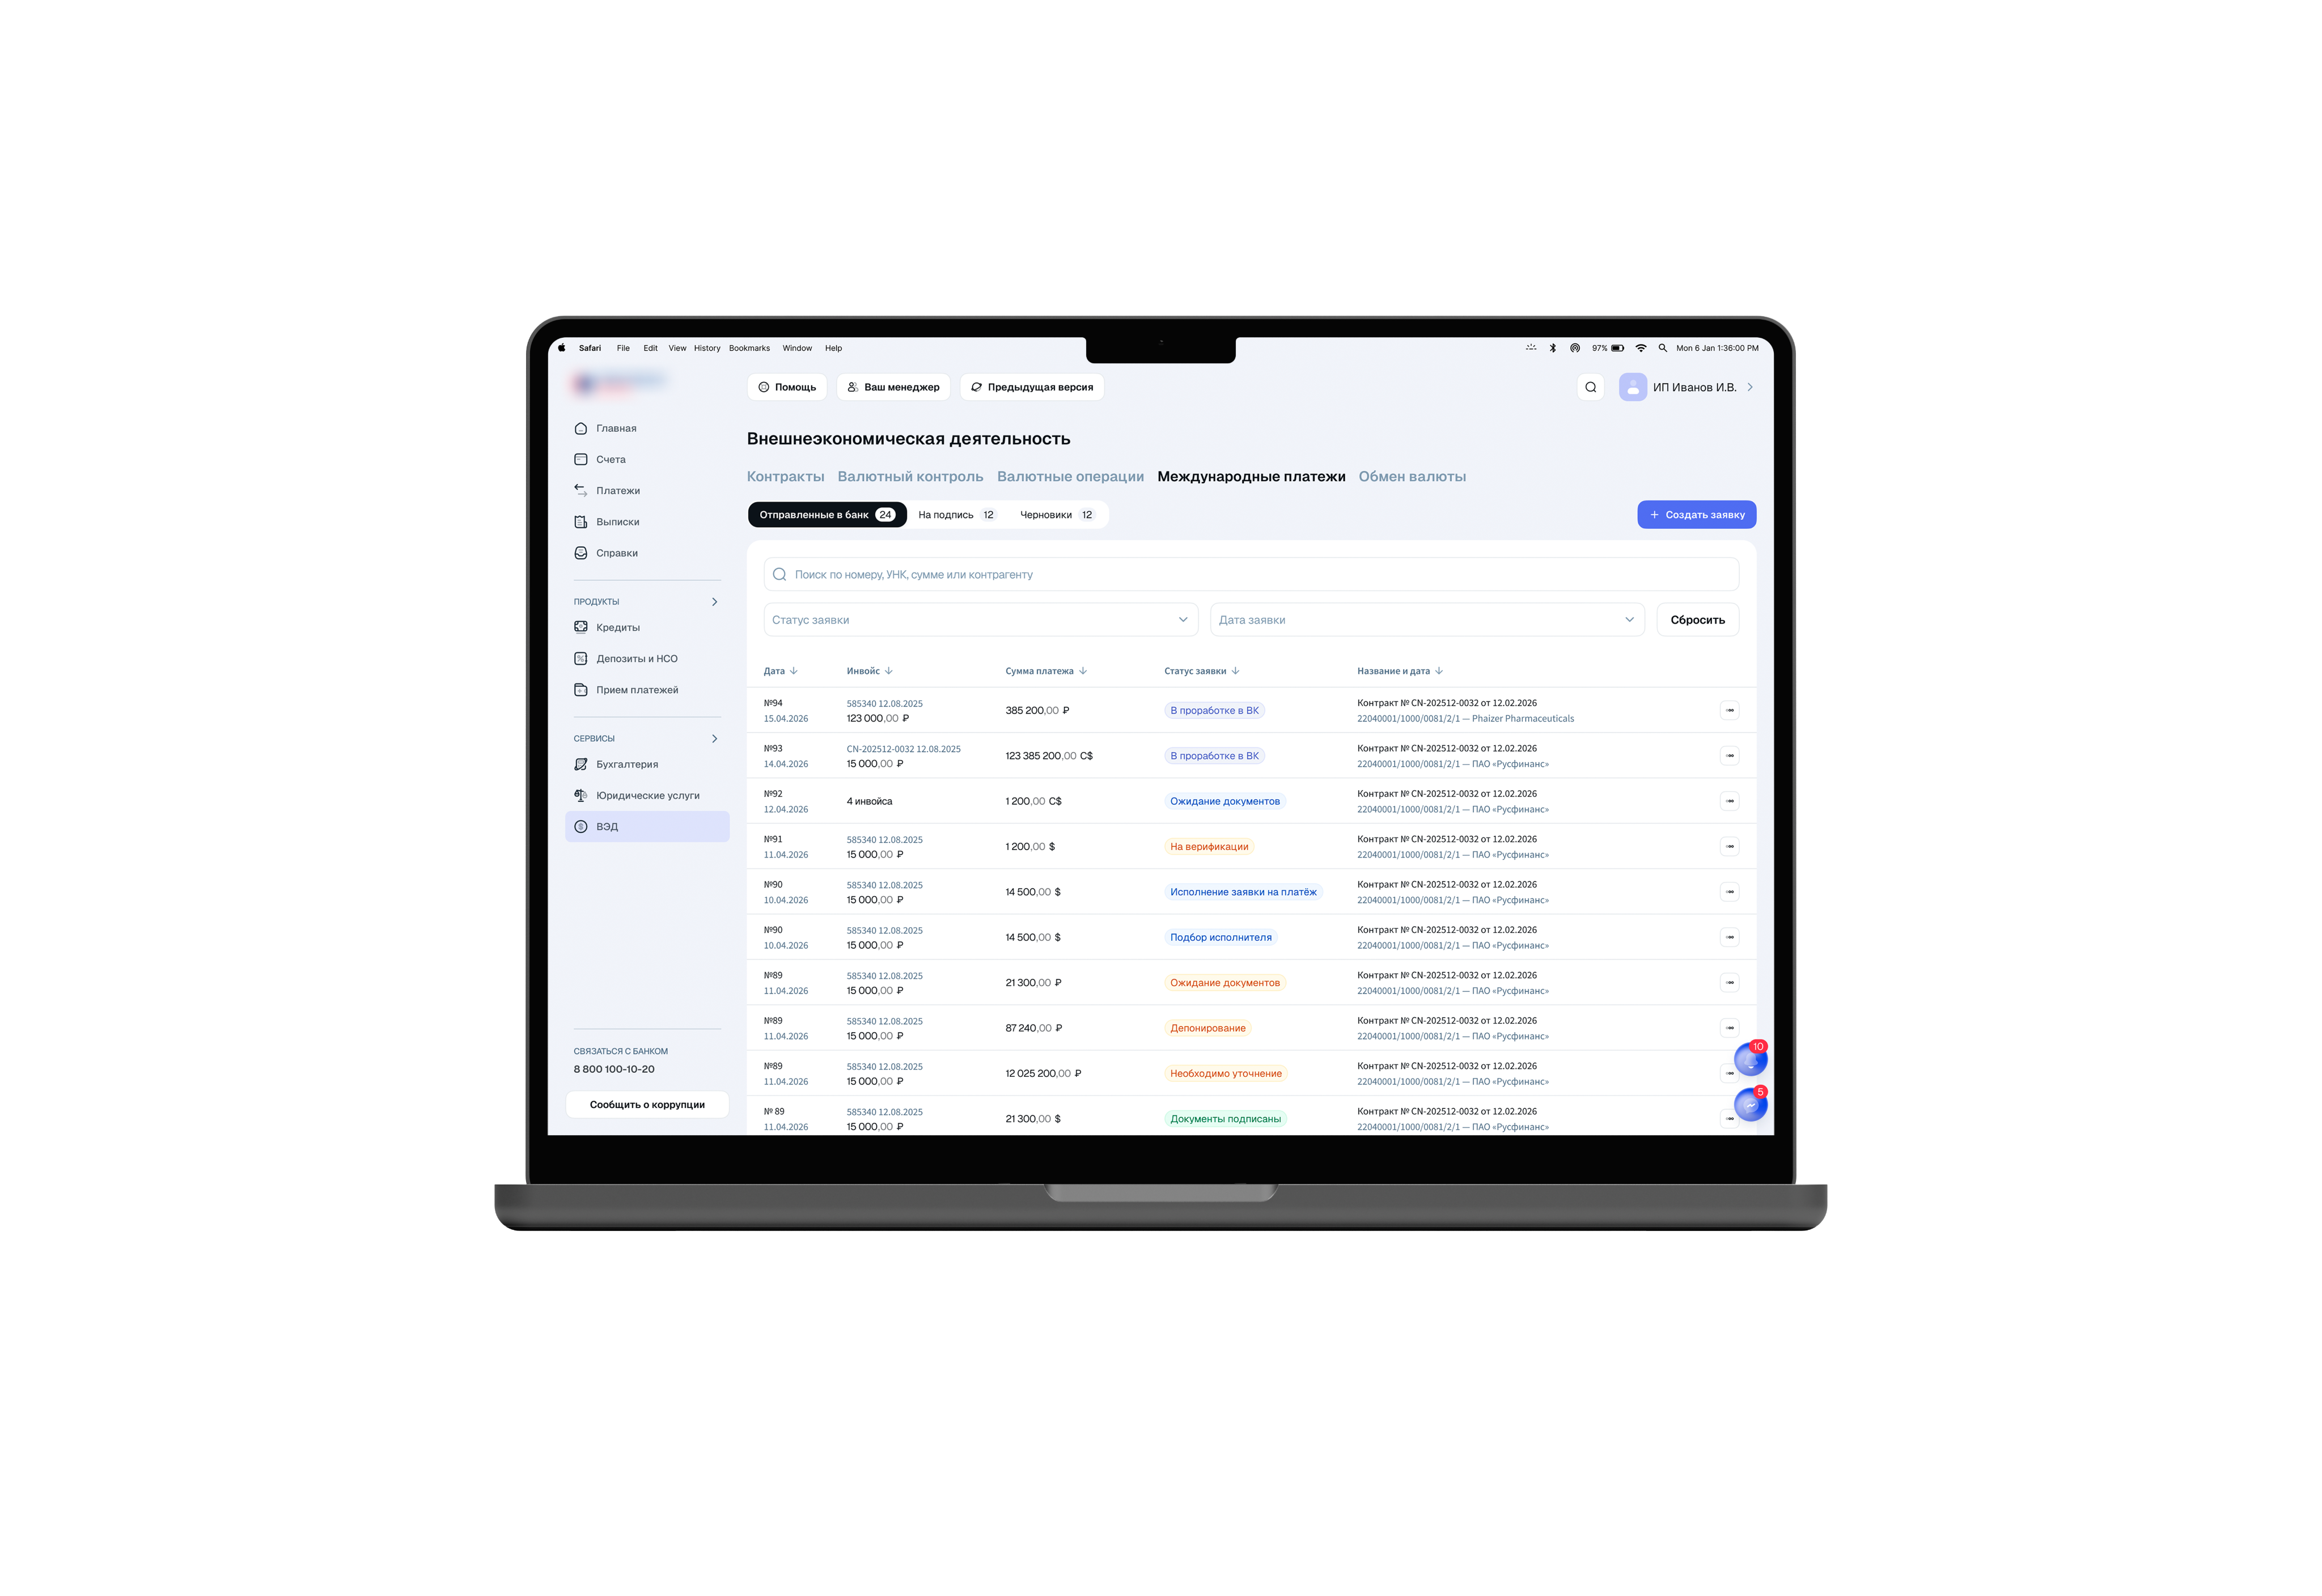 Safari File Edit View History Bookmarks Window Help 97% Mon 6 Jan 1:36:00 PM
Помощь Ваш менеджер Предыдущая версия ИП Иванов И.В.
Главная
Счета
Платежи
Выписки
Справки
ПРОДУКТЫ
Кредиты
Депозиты и НСО
Прием платежей
СЕРВИСЫ
Бухгалтерия
Юридические услуги
ВЭД
СВЯЗАТЬСЯ С БАНКОМ
8 800 100-10-20
Сообщить о коррупции
Внешнеэкономическая деятельность
Контракты Валютный контроль Валютные операции Международные платежи Обмен валюты
Отправленные в банк 24 На подпись 12 Черновики 12 + Создать заявку
Поиск по номеру, УНК, сумме или контрагенту
Статус заявки Дата заявки Сбросить
Дата Инвойс Сумма платежа Статус заявки Название и дата
№94 585340 12.08.2025 385 200,00 ₽ В проработке в ВК Контракт № CN-202512-0032 от 12.02.2026
15.04.2026 123 000,00 ₽ 22040001/1000/0081/2/1 — Phaizer Pharmaceuticals
№93 CN-202512-0032 12.08.2025 123 385 200,00 C$ В проработке в ВК Контракт № CN-202512-0032 от 12.02.2026
14.04.2026 15 000,00 ₽ 22040001/1000/0081/2/1 — ПАО «Русфинанс»
№92 4 инвойса 1 200,00 C$ Ожидание документов Контракт № CN-202512-0032 от 12.02.2026
12.04.2026 22040001/1000/0081/2/1 — ПАО «Русфинанс»
№91 585340 12.08.2025 1 200,00 $ На верификации Контракт № CN-202512-0032 от 12.02.2026
11.04.2026 15 000,00 ₽ 22040001/1000/0081/2/1 — ПАО «Русфинанс»
№90 585340 12.08.2025 14 500,00 $ Исполнение заявки на платёж Контракт № CN-202512-0032 от 12.02.2026
10.04.2026 15 000,00 ₽ 22040001/1000/0081/2/1 — ПАО «Русфинанс»
№90 585340 12.08.2025 14 500,00 $ Подбор исполнителя Контракт № CN-202512-0032 от 12.02.2026
10.04.2026 15 000,00 ₽ 22040001/1000/0081/2/1 — ПАО «Русфинанс»
№89 585340 12.08.2025 21 300,00 ₽ Ожидание документов Контракт № CN-202512-0032 от 12.02.2026
11.04.2026 15 000,00 ₽ 22040001/1000/0081/2/1 — ПАО «Русфинанс»
№89 585340 12.08.2025 87 240,00 ₽ Депонирование Контракт № CN-202512-0032 от 12.02.2026
11.04.2026 15 000,00 ₽ 22040001/1000/0081/2/1 — ПАО «Русфинанс»
№89 585340 12.08.2025 12 025 200,00 ₽ Необходимо уточнение Контракт № CN-202512-0032 от 12.02.2026
11.04.2026 15 000,00 ₽ 22040001/1000/0081/2/1 — ПАО «Русфинанс»
№ 89 585340 12.08.2025 21 300,00 $ Документы подписаны Контракт № CN-202512-0032 от 12.02.2026
11.04.2026 15 000,00 ₽ 22040001/1000/0081/2/1 — ПАО «Русфинанс»
10
5